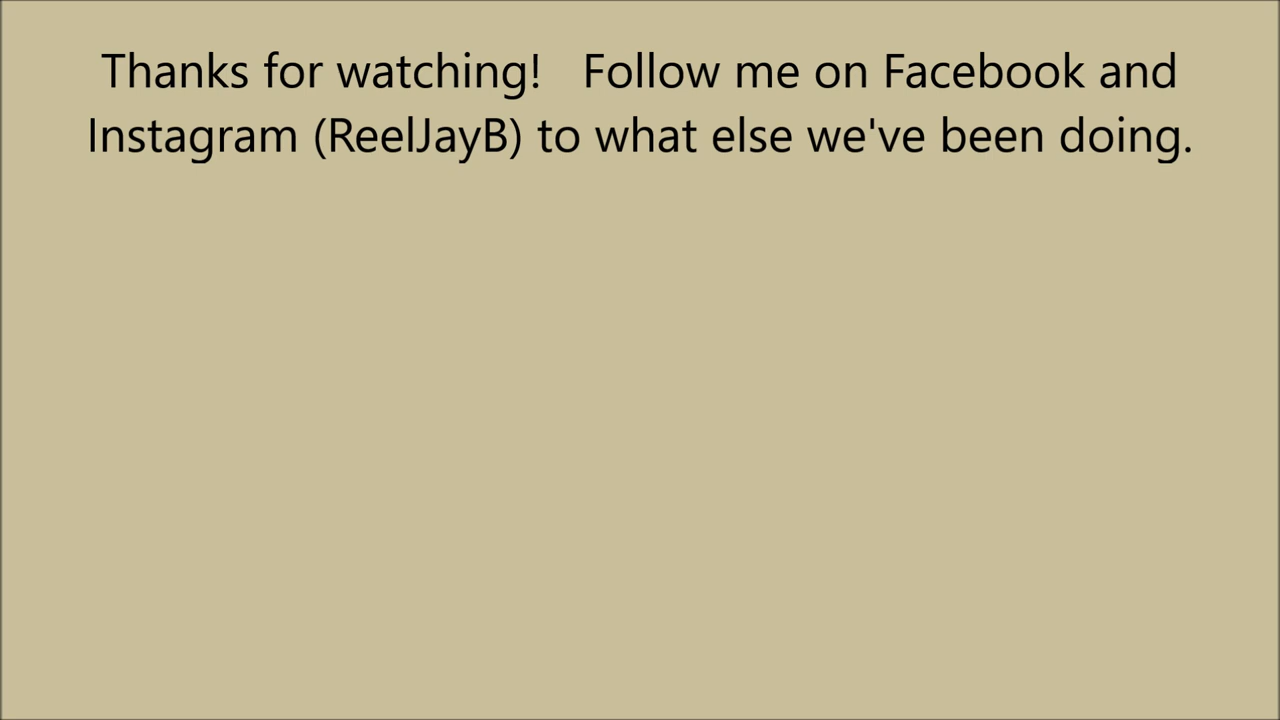 Thanks for watching!   Follow me on Facebook and
Instagram (ReelJayB) to what else we've been doing.